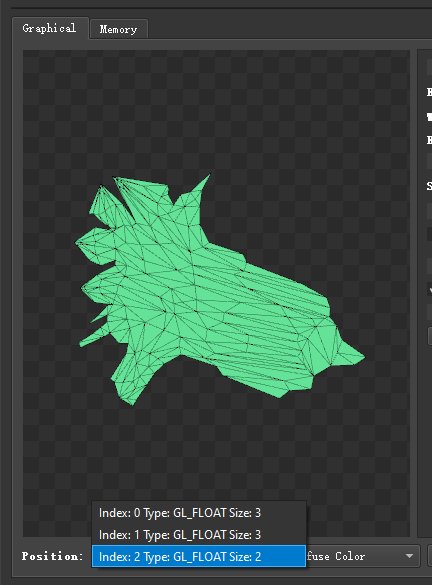 Graphical
Memory
Index: 0 Type: GL_FLOAT Size: 3
Index: 1 Type: GL_FLOAT Size: 3
Position:
Index: 2 Type: GL_FLOAT Size: 2
fuse Color